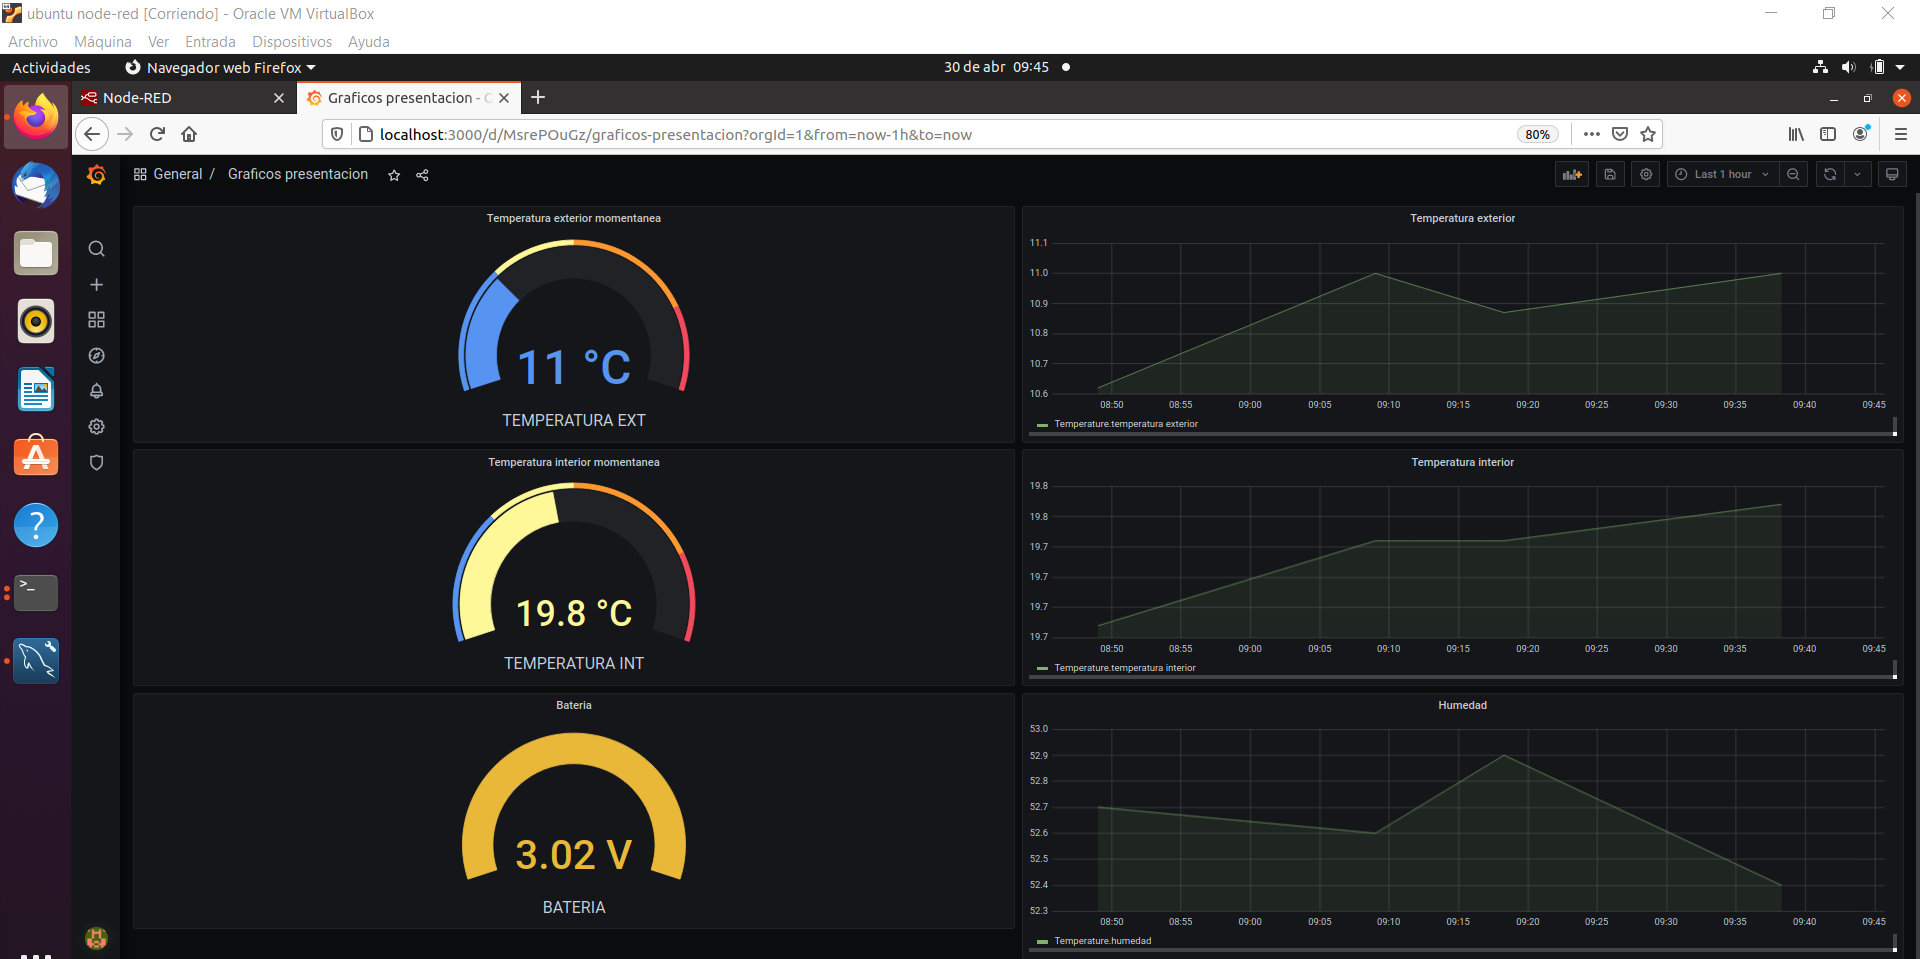 ubuntu node-red [Corriendo] - Oracle VM VirtualBox
Archivo Máquina Ver Entrada Dispositivos Ayuda
Actividades Navegador web Firefox 30 de abr 09:45
Node-RED Graficos presentacion - G
localhost:3000/d/MsrePOuGz/graficos-presentacion?orgId=1&from=now-1h&to=now 80%
General / Graficos presentacion Last 1 hour
Temperatura exterior momentanea
11 °C
TEMPERATURA EXT
Temperatura exterior
11.1
11.0
10.9
10.8
10.7
10.6
08:50 08:55 09:00 09:05 09:10 09:15 09:20 09:25 09:30 09:35 09:40 09:45
Temperature.temperatura exterior
Temperatura interior momentanea
19.8 °C
TEMPERATURA INT
Temperatura interior
19.8
19.8
19.7
19.7
19.7
19.7
08:50 08:55 09:00 09:05 09:10 09:15 09:20 09:25 09:30 09:35 09:40 09:45
Temperature.temperatura interior
Bateria
3.02 V
BATERIA
Humedad
53.0
52.9
52.8
52.7
52.6
52.5
52.4
52.3
08:50 08:55 09:00 09:05 09:10 09:15 09:20 09:25 09:30 09:35 09:40 09:45
Temperature.humedad